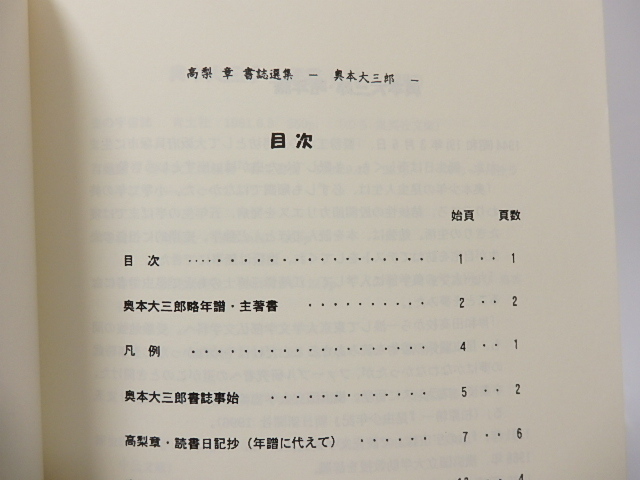 高梨 章 書誌選集 － 奥本大三郎 －
目 次
始頁 頁数
目 次 ・・・・・・・・・・・・・・・・・・・ 1 ・・ 1
奥本大三郎略年譜・主著書 ・・・・・・・・・・ 2 ・・ 2
凡 例 ・・・・・・・・・・・・・・・・・・・ 4 ・・ 1
奥本大三郎書誌事始 ・・・・・・・・・・・・・ 5 ・・ 2
高梨章・読書日記抄(年譜に代えて) ・・・・・・ 7 ・・ 6